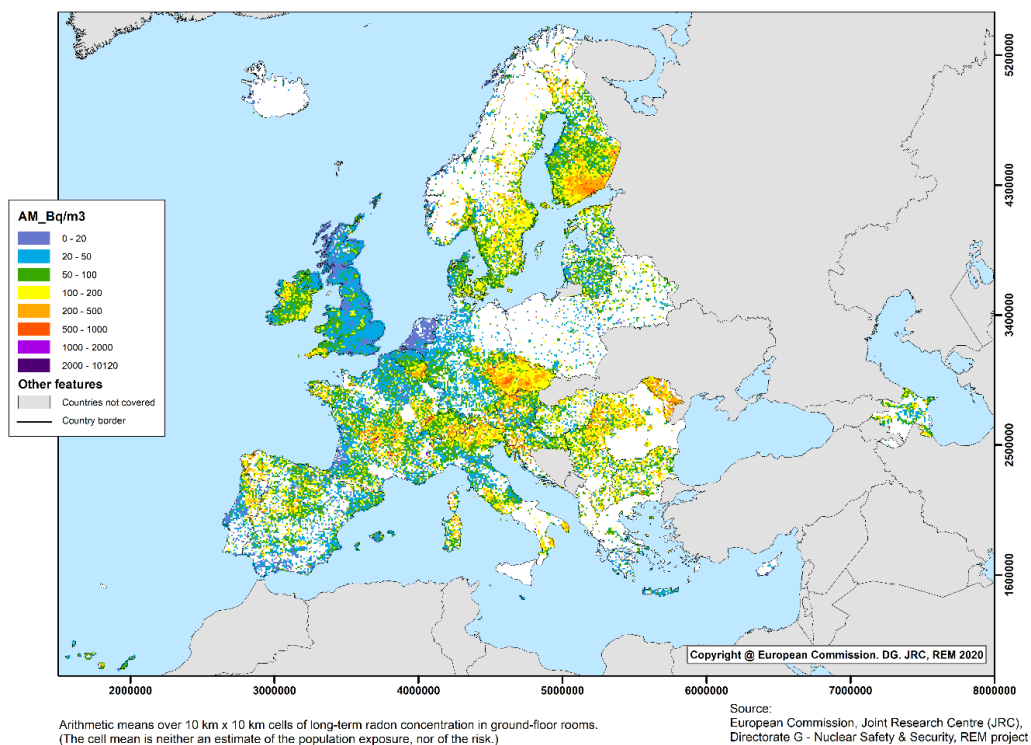 AM_Bq/m3
0 - 20
20 - 50
50 - 100
100 - 200
200 - 500
500 - 1000
1000 - 2000
2000 - 10120
Other features
Countries not covered
Country border
5200000
4300000
3400000
2500000
1600000
Copyright @ European Commission. DG. JRC, REM 2020
2000000 3000000 4000000 5000000 6000000 7000000 8000000
Arithmetic means over 10 km x 10 km cells of long-term radon concentration in ground-floor rooms.
(The cell mean is neither an estimate of the population exposure, nor of the risk.)
Source:
European Commission, Joint Research Centre (JRC),
Directorate G - Nuclear Safety & Security, REM project